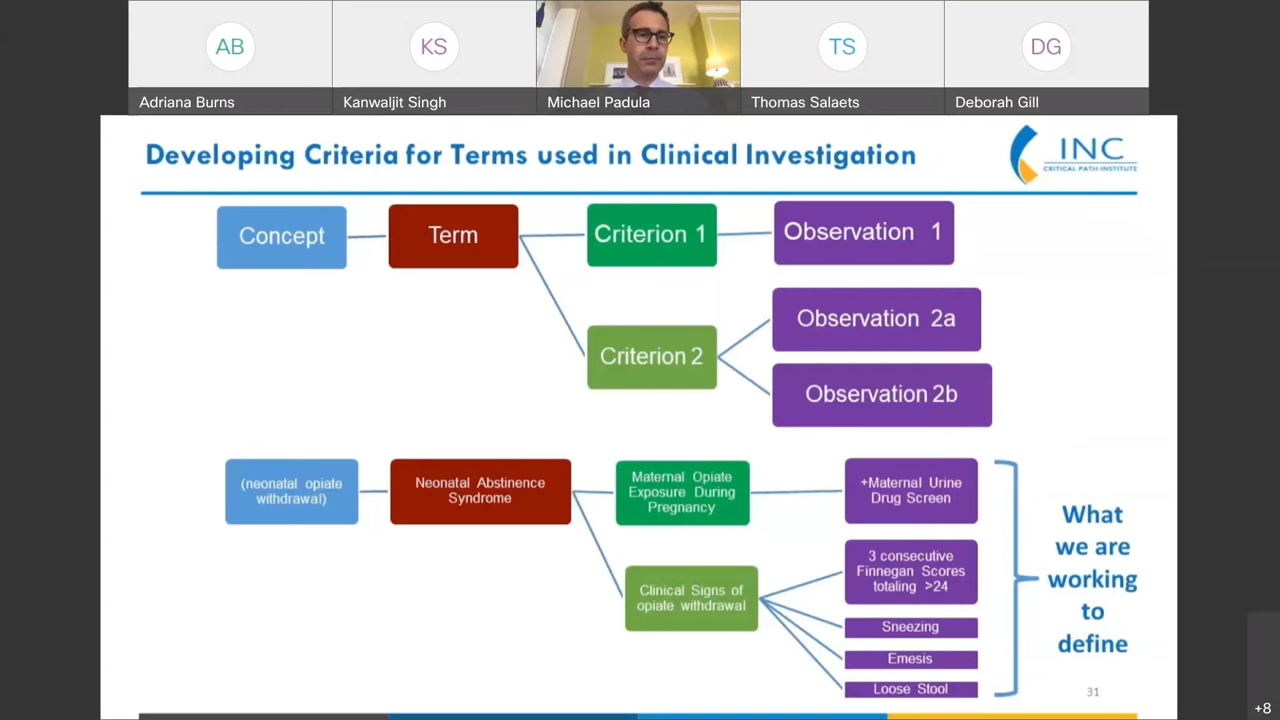 AB
KS
TS
DG
Adriana Burns
Kanwaljit Singh
Michael Padula
Thomas Salaets
Deborah Gill
Developing Criteria for Terms used in Clinical Investigation
INC
CRITICAL PATH INSTITUTE
Concept
Term
Criterion 1
Observation 1
Criterion 2
Observation 2a
Observation 2b
(neonatal opiate
withdrawal)
Neonatal Abstinence
Syndrome
Maternal Opiate
Exposure During
Pregnancy
+Maternal Urine
Drug Screen
Clinical Signs of
opiate withdrawal
3 consecutive
Finnegan Scores
totaling >24
Sneezing
Emesis
Loose Stool
What
we are
working
to
define
31
+8